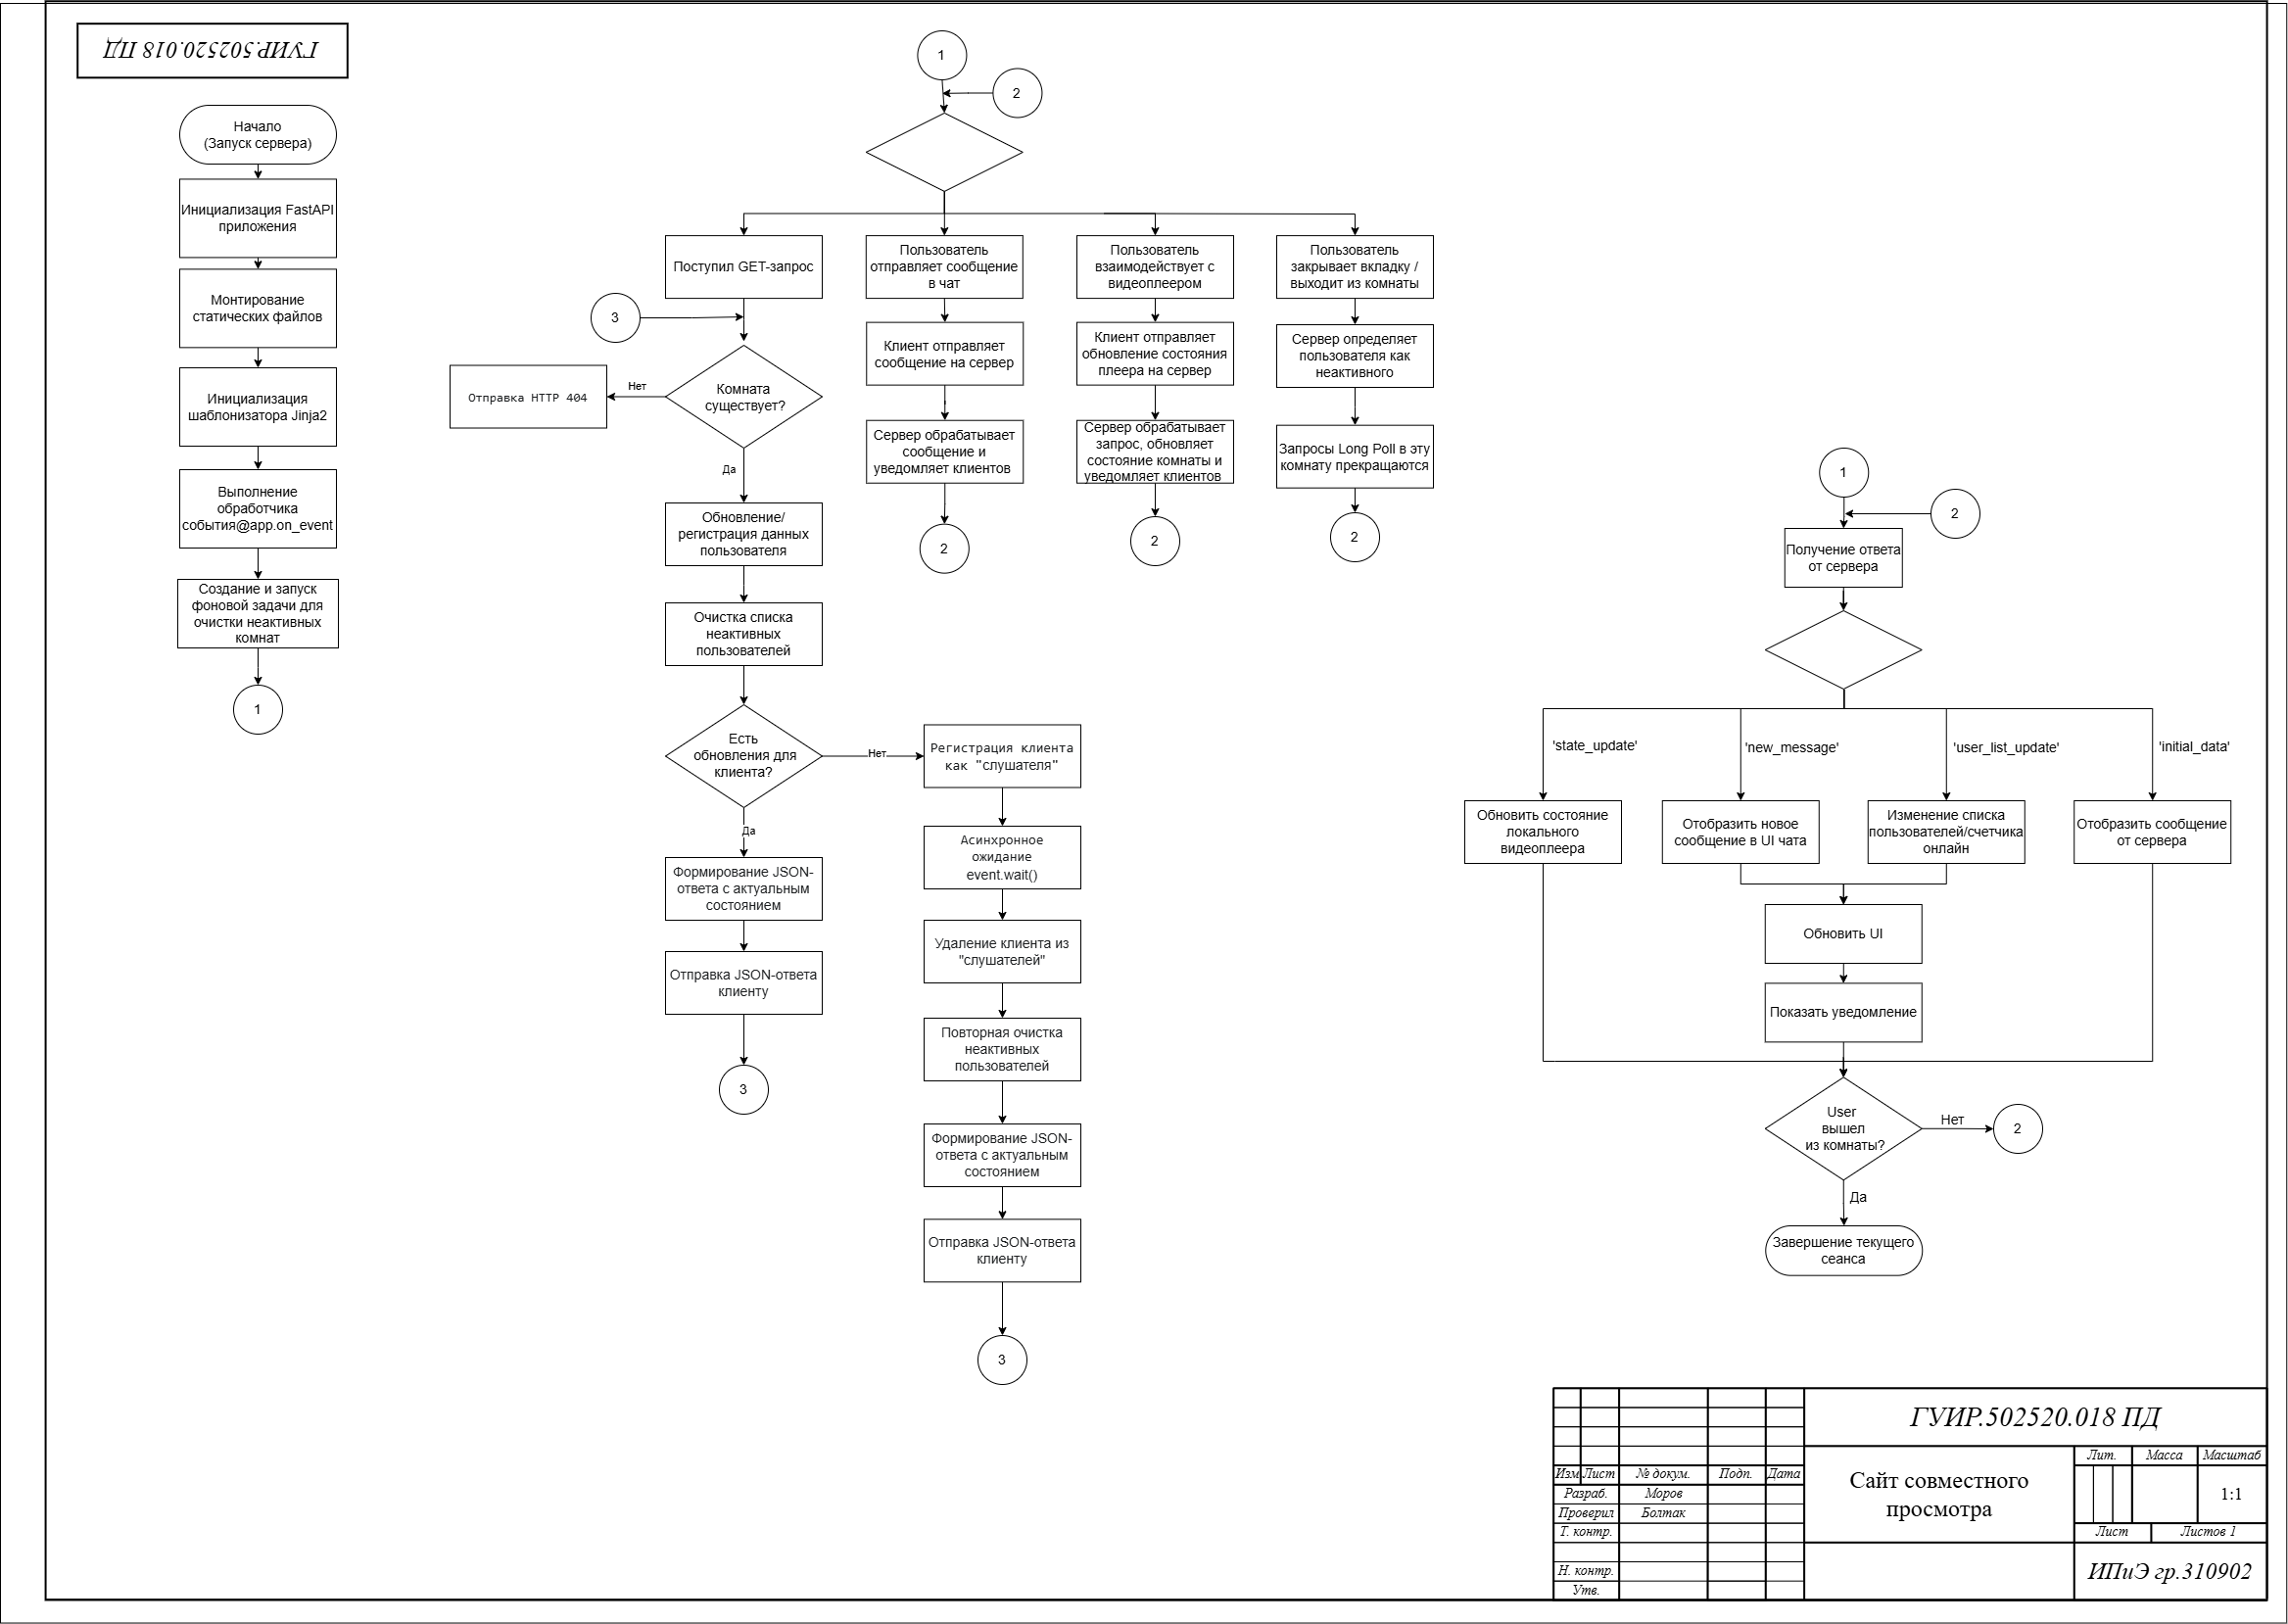 ГУИР.502520.018 ПД
Начало
(Запуск сервера)
Инициализация FastAPI
приложения
Монтирование
статических файлов
Инициализация
шаблонизатора Jinja2
Выполнение
обработчика
события@app.on_event
Создание и запуск
фоновой задачи для
очистки неактивных
комнат
1
1
2
Поступил GET-запрос
3
Комната
существует?
Нет
Отправка HTTP 404
Да
Обновление/
регистрация данных
пользователя
Очистка списка
неактивных
пользователей
Есть
обновления для
клиента?
Да
Формирование JSON-
ответа с актуальным
состоянием
Отправка JSON-ответа
клиенту
3
Нет
Регистрация клиента
как "слушателя"
Асинхронное
ожидание
event.wait()
Удаление клиента из
"слушателей"
Повторная очистка
неактивных
пользователей
Формирование JSON-
ответа с актуальным
состоянием
Отправка JSON-ответа
клиенту
3
Пользователь
отправляет сообщение
в чат
Клиент отправляет
сообщение на сервер
Сервер обрабатывает
сообщение и
уведомляет клиентов
2
Пользователь
взаимодействует с
видеоплеером
Клиент отправляет
обновление состояния
плеера на сервер
Сервер обрабатывает
запрос, обновляет
состояние комнаты и
уведомляет клиентов
2
Пользователь
закрывает вкладку /
выходит из комнаты
Сервер определяет
пользователя как
неактивного
Запросы Long Poll в эту
комнату прекращаются
2
1
2
Получение ответа
от сервера
'state_update'
'new_message'
'user_list_update'
'initial_data'
Обновить состояние
локального
видеоплеера
Отобразить новое
сообщение в UI чата
Изменение списка
пользователей/счетчика
онлайн
Отобразить сообщение
от сервера
Обновить UI
Показать уведомление
User
вышел
из комнаты?
Нет
2
Да
Завершение текущего
сеанса
ГУИР.502520.018 ПД
Лит. Масса Масштаб
Изм Лист № докум. Подп. Дата
Сайт совместного
просмотра
1:1
Разраб. Моров
Проверил Болтак
Т. контр.
Лист Листов 1
Н. контр.
Утв.
ИПиЭ гр.310902